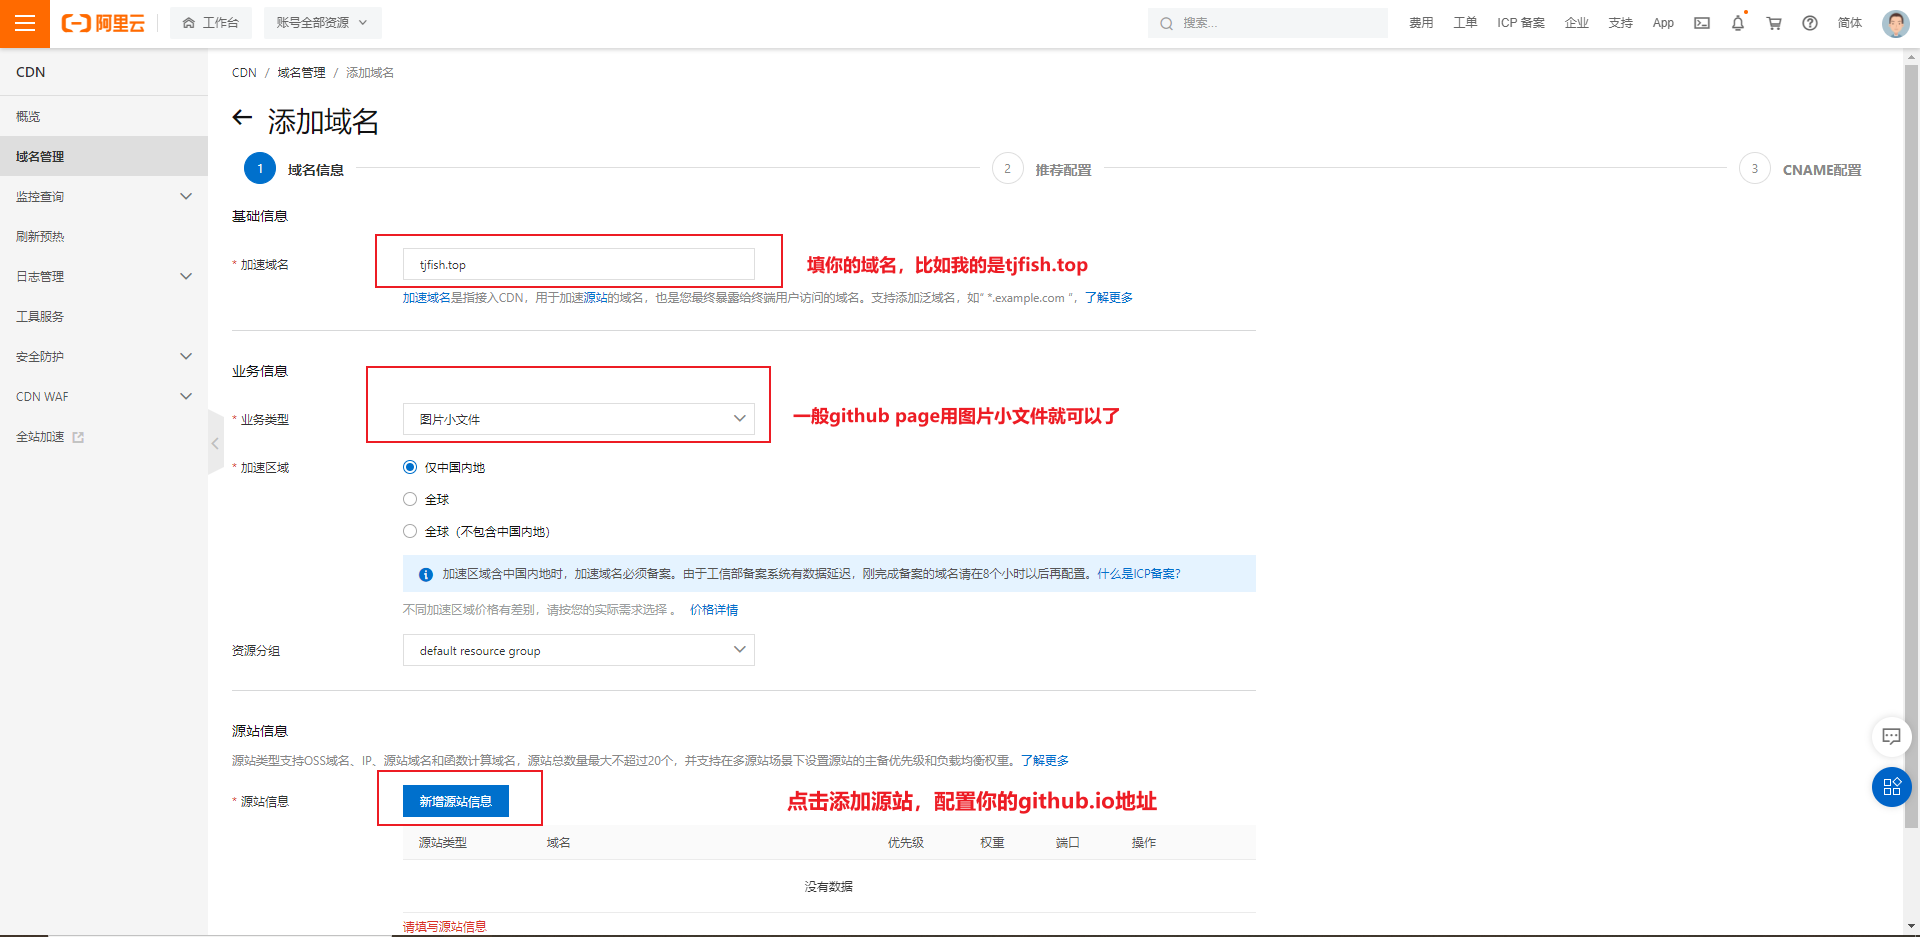 阿里云
工作台
账号全部资源
搜索...
费用
工单
ICP 备案
企业
支持
App
简体
CDN
概览
域名管理
监控查询
刷新预热
日志管理
工具服务
安全防护
CDN WAF
全站加速
CDN / 域名管理 / 添加域名
添加域名
1 域名信息
2 推荐配置
3 CNAME配置
基础信息
* 加速域名
tjfish.top
填你的域名，比如我的是tjfish.top
加速域名是指接入CDN，用于加速源站的域名，也是您最终暴露给终端用户访问的域名。支持添加泛域名，如“ *.example.com ”，了解更多
业务信息
* 业务类型
图片小文件
一般github page用图片小文件就可以了
* 加速区域
仅中国内地
全球
全球（不包含中国内地）
加速区域含中国内地时，加速域名必须备案。由于工信部备案系统有数据延迟，刚完成备案的域名请在8个小时以后再配置。什么是ICP备案?
不同加速区域价格有差别，请按您的实际需求选择 。 价格详情
资源分组
default resource group
源站信息
源站类型支持OSS域名、IP、源站域名和函数计算域名，源站总数量最大不超过20个，并支持在多源站场景下设置源站的主备优先级和负载均衡权重。了解更多
* 源站信息
新增源站信息
点击添加源站，配置你的github.io地址
源站类型 域名 优先级 权重 端口 操作
没有数据
请填写源站信息